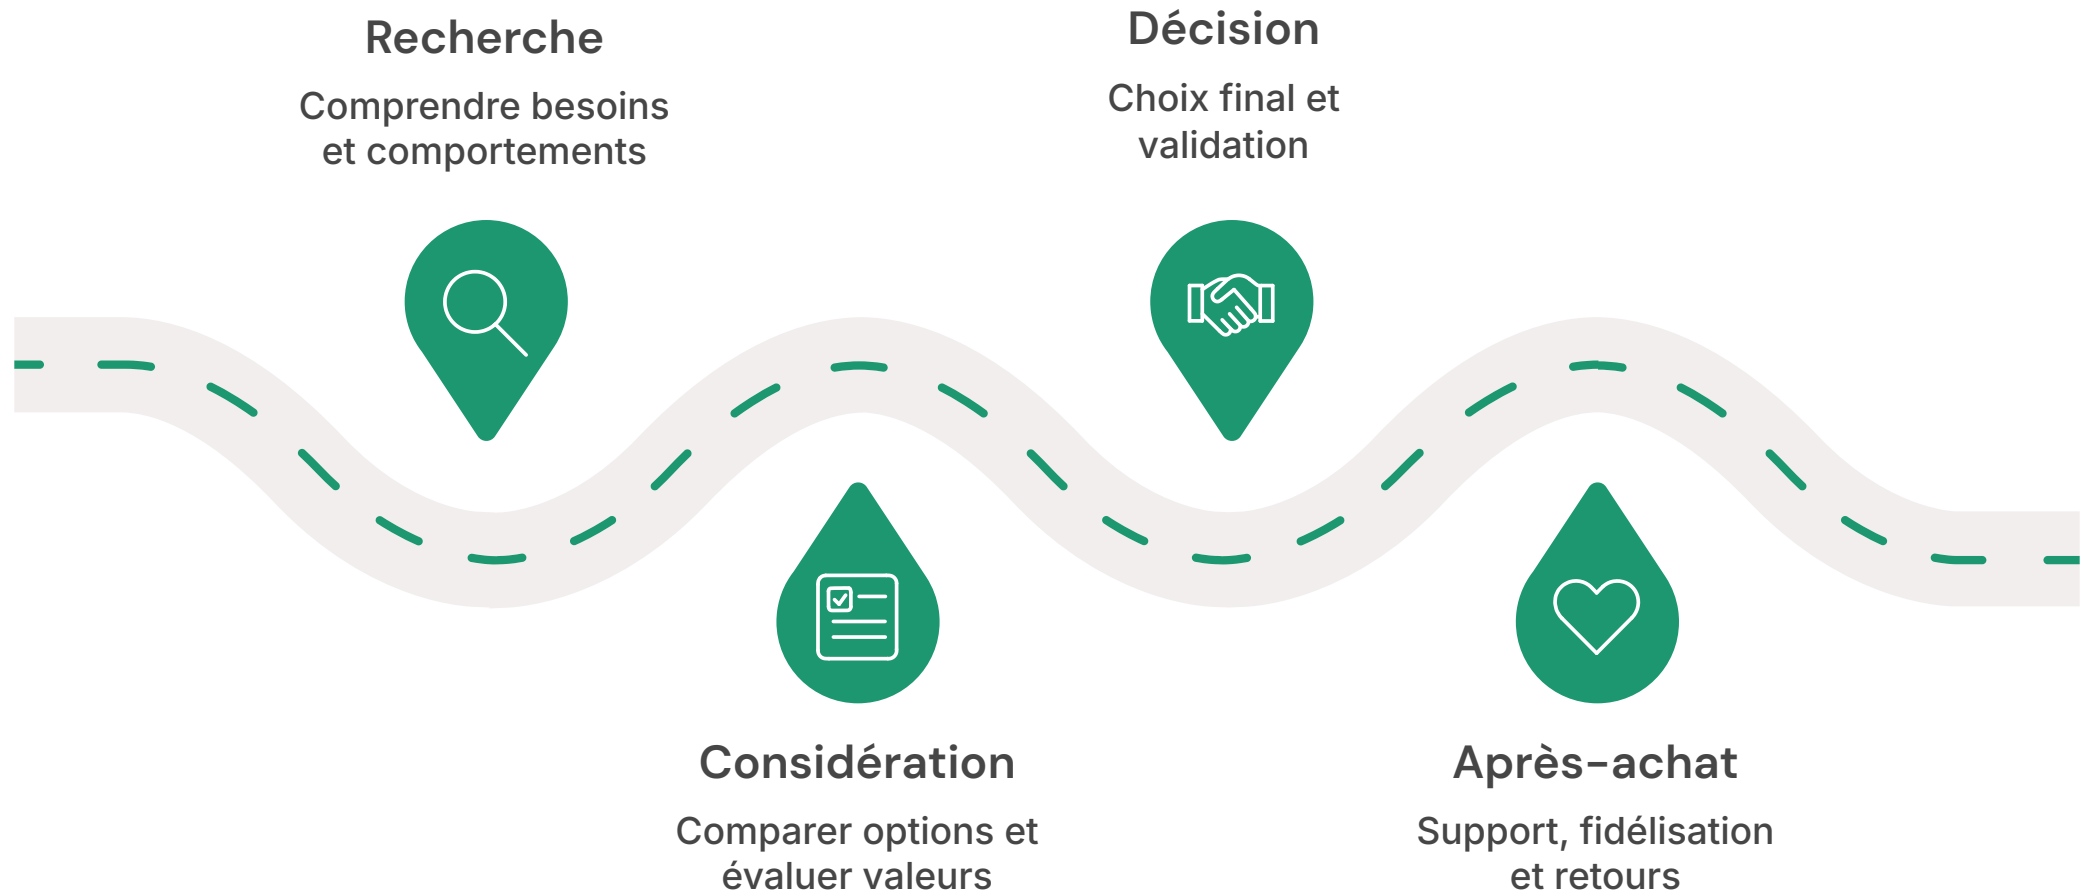 Recherche
Comprendre besoins
et comportements
Considération
Comparer options et
évaluer valeurs
Décision
Choix final et
validation
Après-achat
Support, fidélisation
et retours